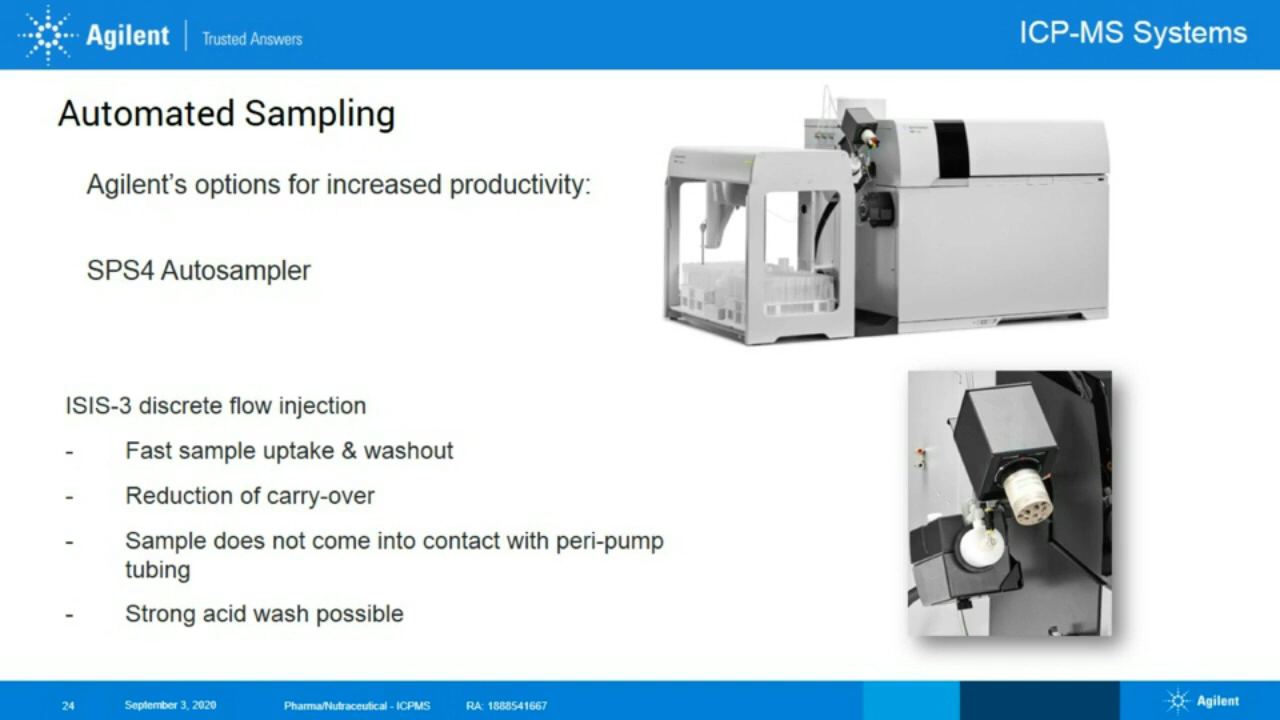 Agilent
Trusted Answers
ICP-MS Systems
Automated Sampling
Agilent’s options for increased productivity:
SPS4 Autosampler
ISIS-3 discrete flow injection
- Fast sample uptake & washout
- Reduction of carry-over
- Sample does not come into contact with peri-pump
tubing
- Strong acid wash possible
24
September 3, 2020
Pharma/Nutraceutical - ICPMS
RA: 1888541667
Agilent